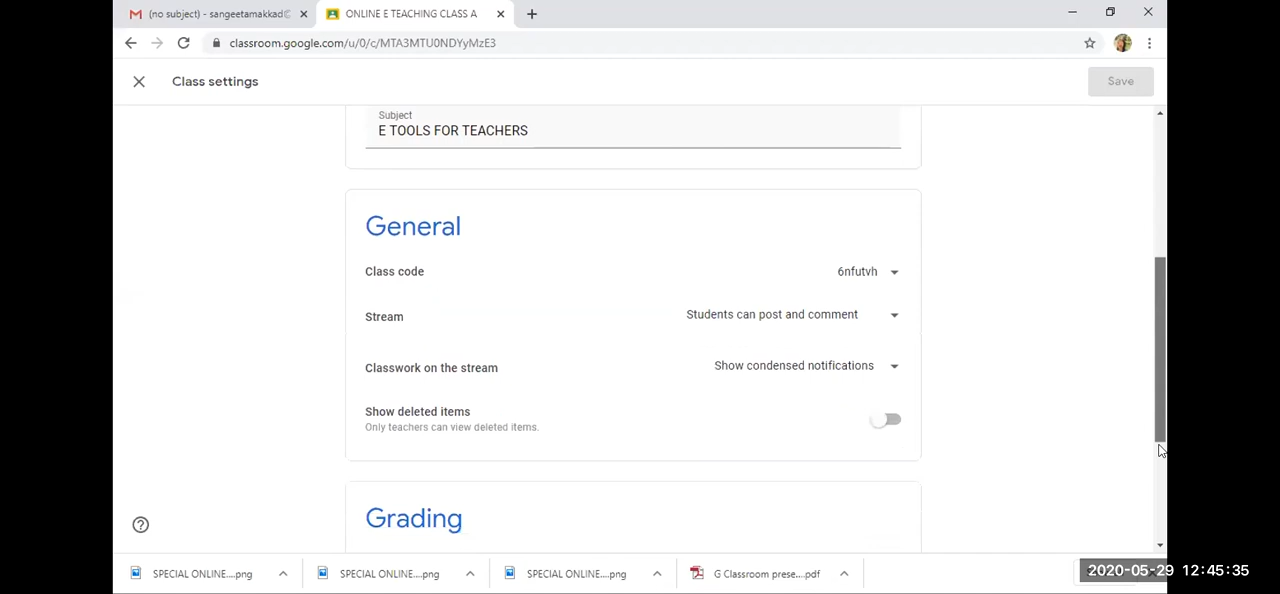 (no subject) - sangeetamakkad@
ONLINE E TEACHING CLASS A
classroom.google.com/u/0/c/MTA3MTU0NDYyMzE3
Class settings
Save
Subject
E TOOLS FOR TEACHERS
General
Class code
6nfutvh
Stream
Students can post and comment
Classwork on the stream
Show condensed notifications
Show deleted items
Only teachers can view deleted items.
Grading
SPECIAL ONLINE....png
SPECIAL ONLINE....png
SPECIAL ONLINE....png
G Classroom prese....pdf
2020-05-29 12:45:35